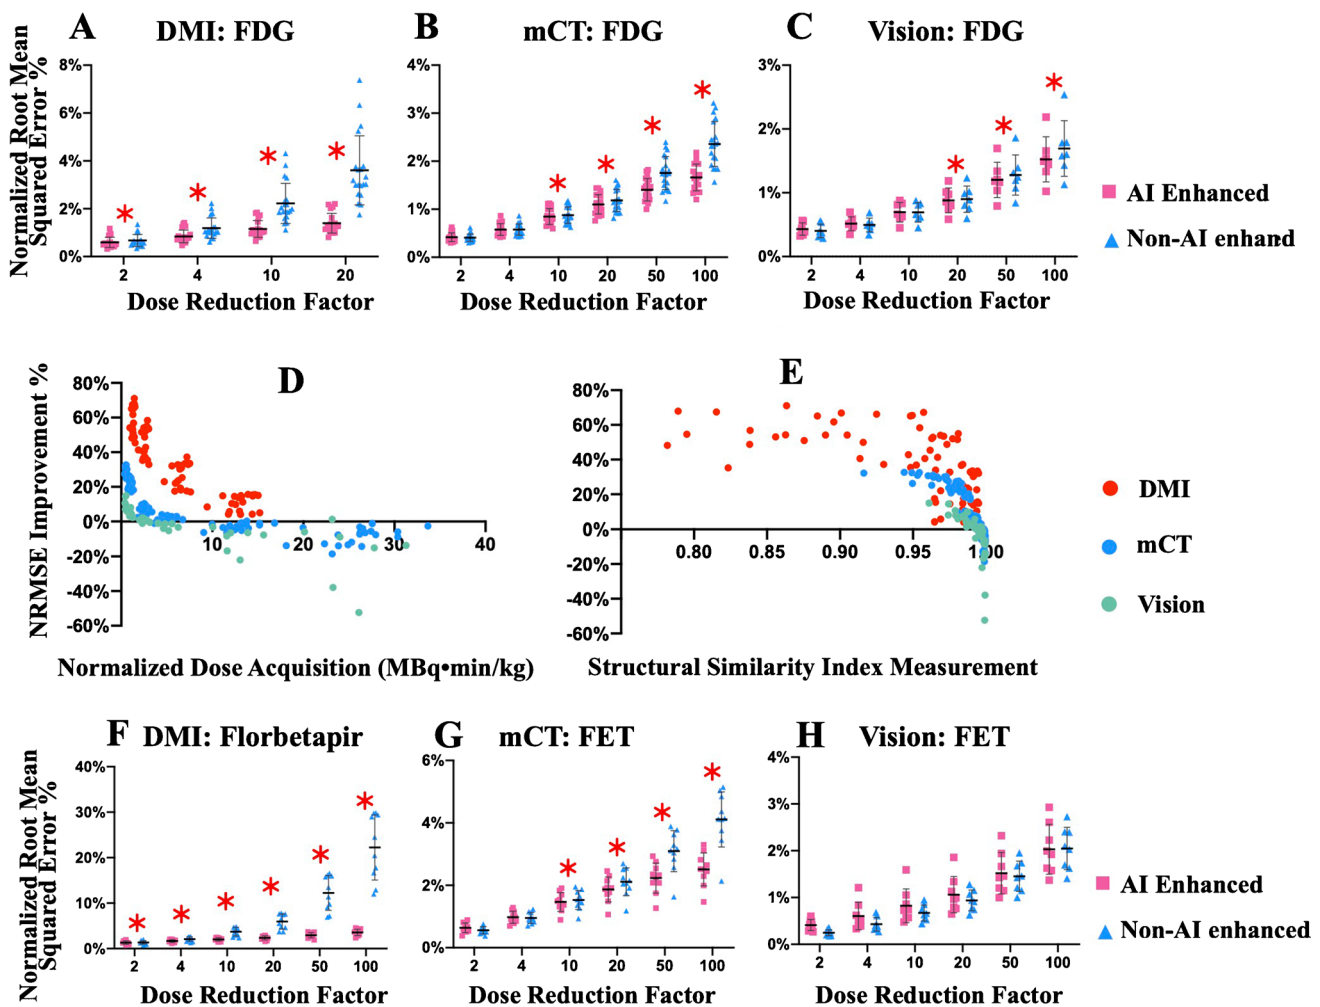 A DMI: FDG
B mCT: FDG
C Vision: FDG
Normalized Root Mean
Squared Error %
8%
6%
4%
2%
0%
2 4 10 20
Dose Reduction Factor
4%
3%
2%
1%
0%
2 4 10 20 50 100
Dose Reduction Factor
3%
2%
1%
0%
2 4 10 20 50 100
Dose Reduction Factor
AI Enhanced
Non-AI enhand
D
NRMSE Improvement %
80%
60%
40%
20%
0%
-20%
-40%
-60%
10 20 30 40
Normalized Dose Acquisition (MBq•min/kg)
E
80%
60%
40%
20%
0%
-20%
-40%
-60%
0.80 0.85 0.90 0.95 1.00
Structural Similarity Index Measurement
DMI
mCT
Vision
F DMI: Florbetapir
G mCT: FET
H Vision: FET
Normalized Root Mean
Squared Error %
40%
30%
20%
10%
0%
2 4 10 20 50 100
Dose Reduction Factor
6%
4%
2%
0%
2 4 10 20 50 100
Dose Reduction Factor
4%
3%
2%
1%
0%
2 4 10 20 50 100
Dose Reduction Factor
AI Enhanced
Non-AI enhanced